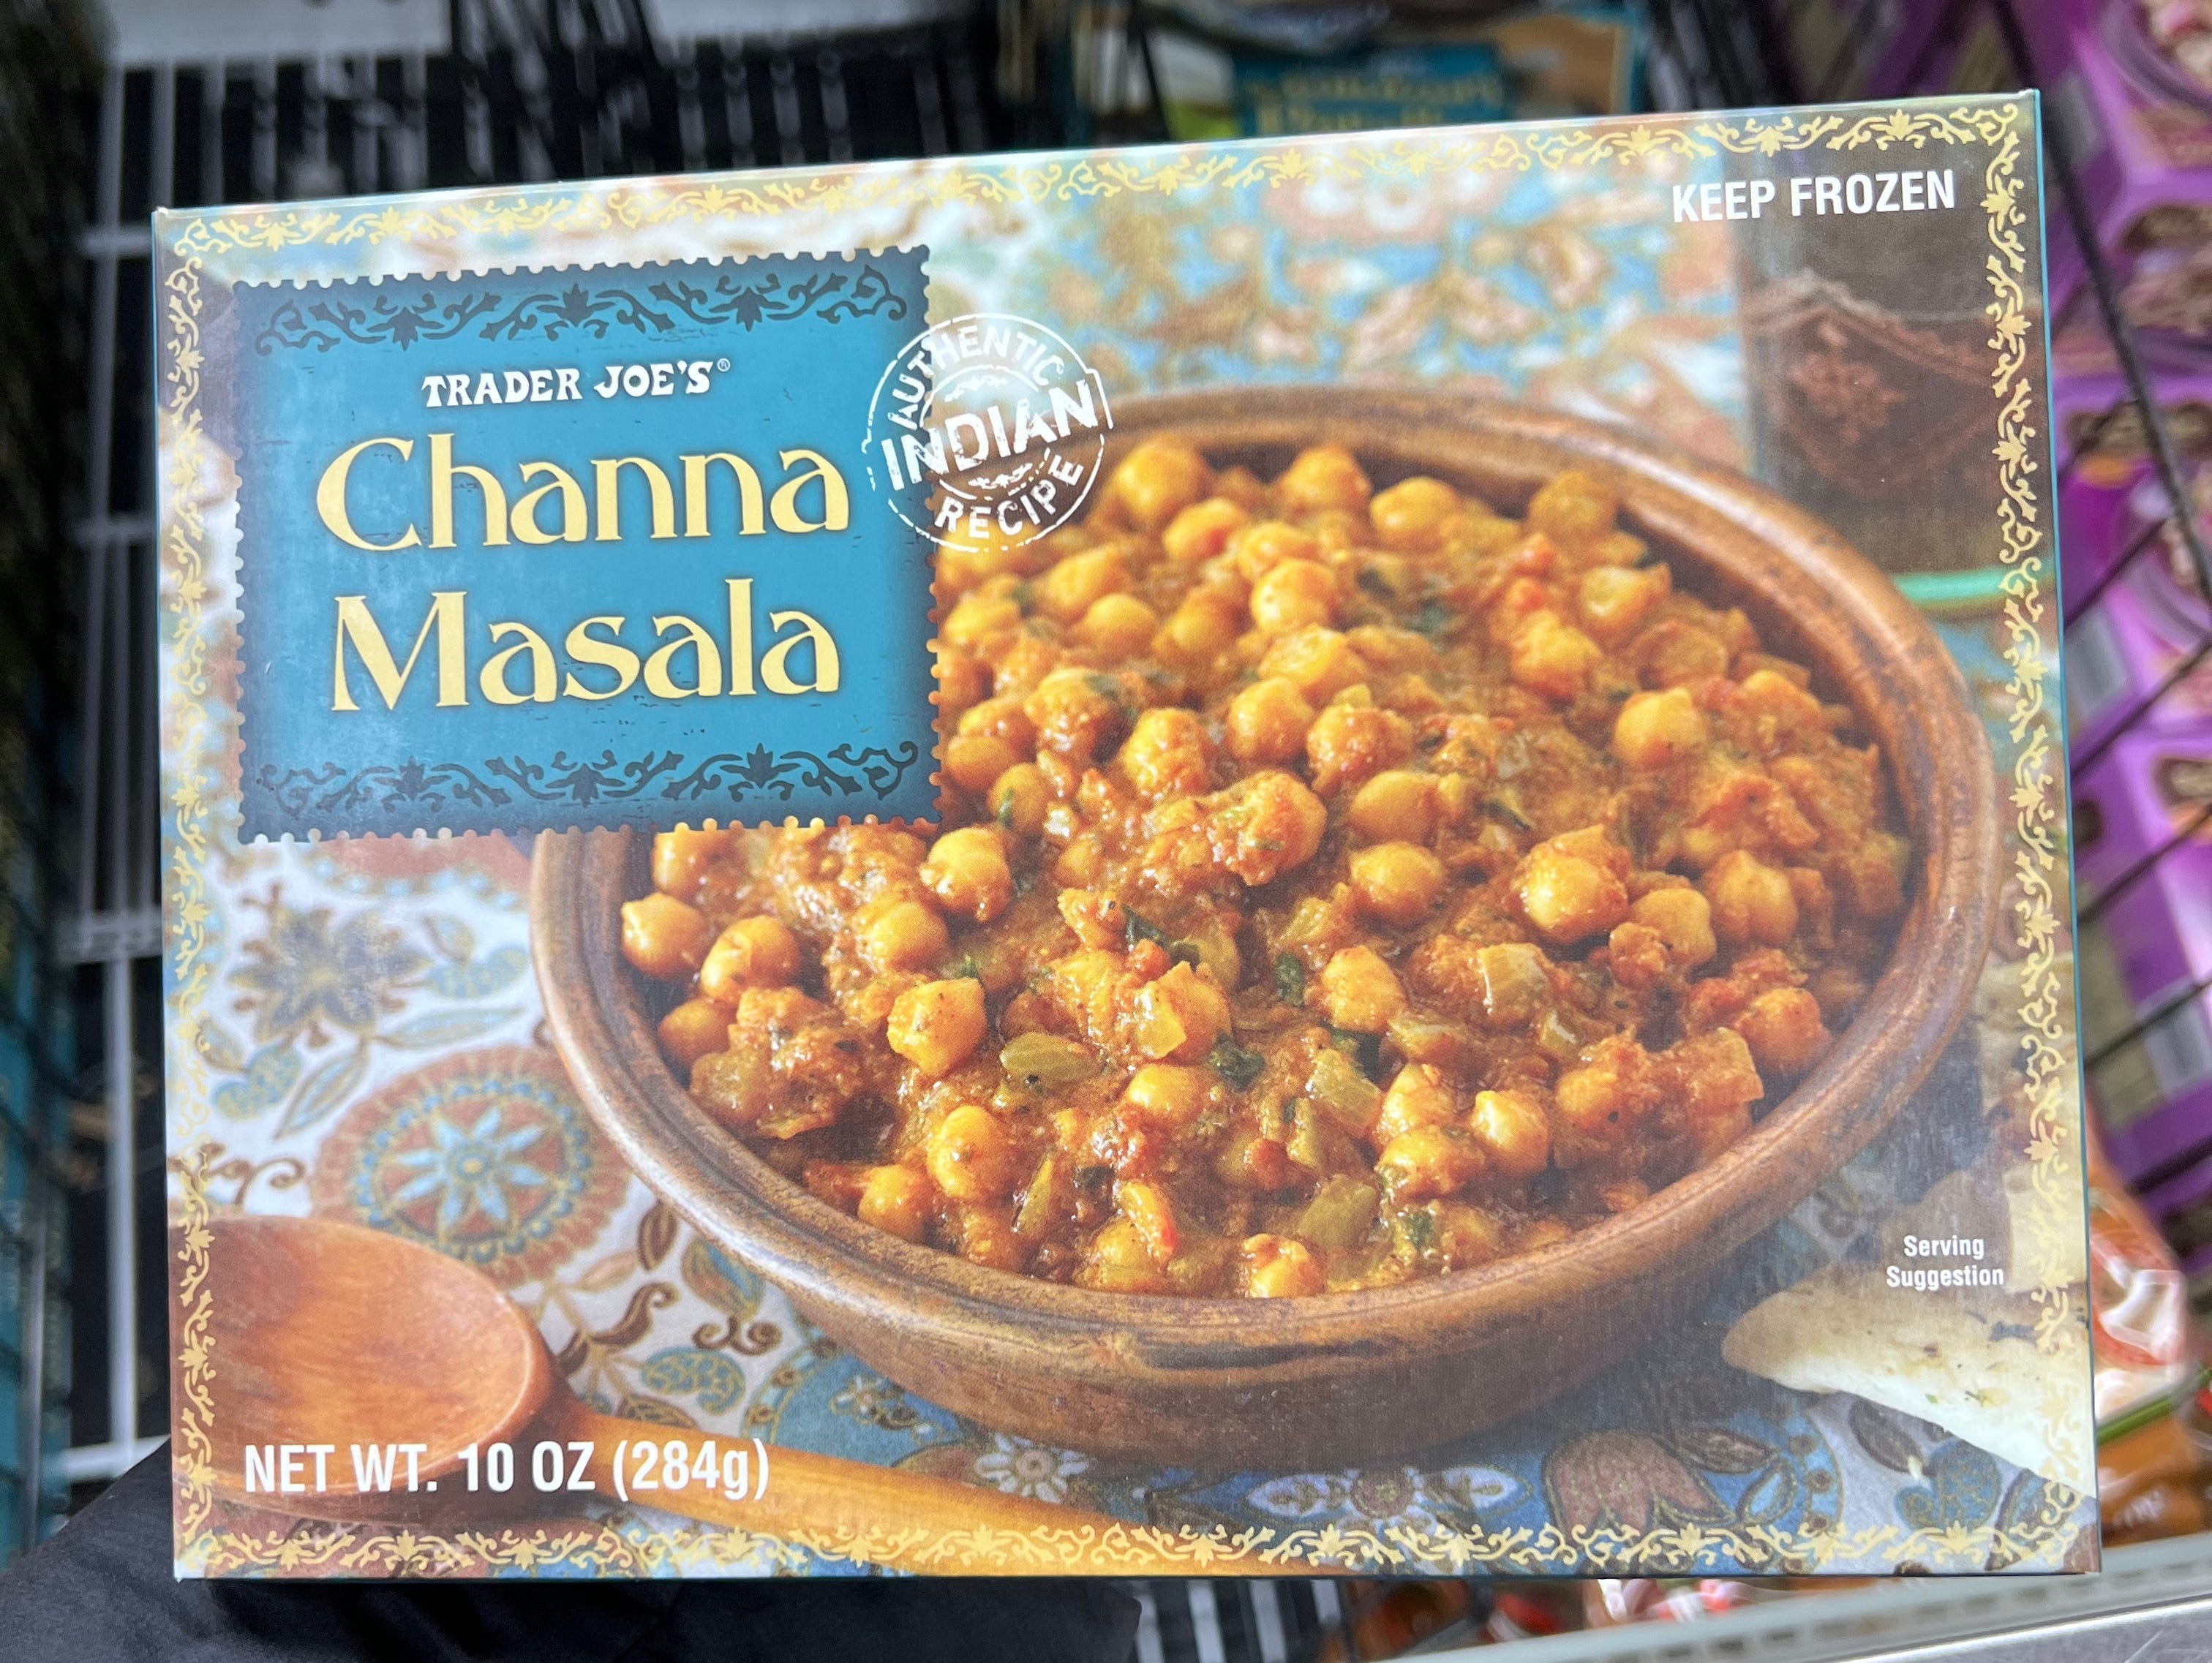 KEEP FROZEN
TRADER JOE'S®
Channa
Masala
AUTHENTIC
INDIAN
RECIPE
Serving
Suggestion
NET WT. 10 OZ (284g)